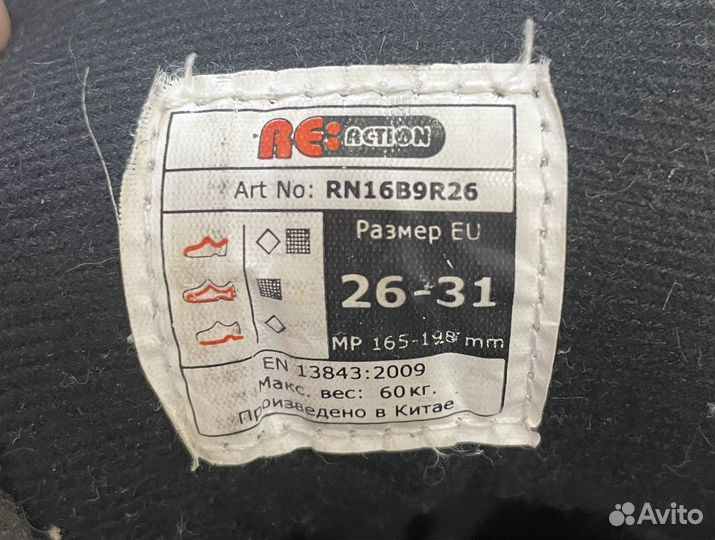 RE:ACTION
Art No: RN16B9R26
Размер EU
26-31
MP 165-198 mm
EN 13843:2009
Макс. вес: 60кг.
Произведено в Китае
Avito